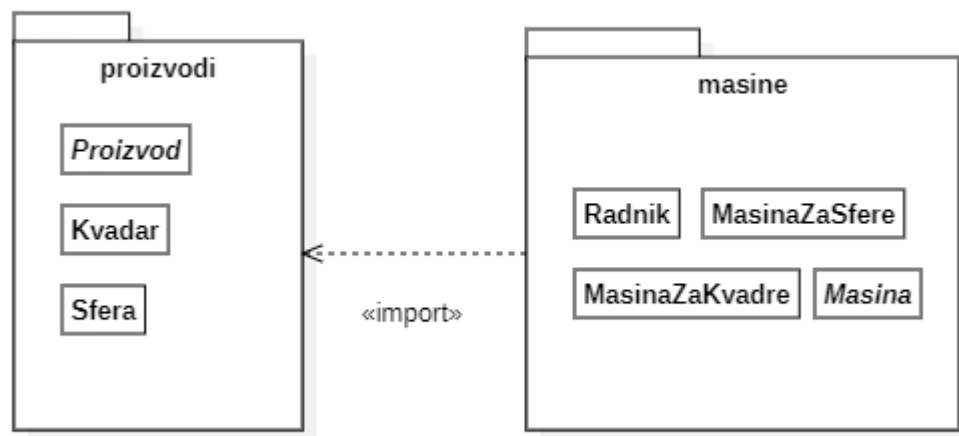 proizvodi
Proizvod
Kvadar
Sfera
«import»
masine
Radnik
MasinaZaSfere
MasinaZaKvadre
Masina